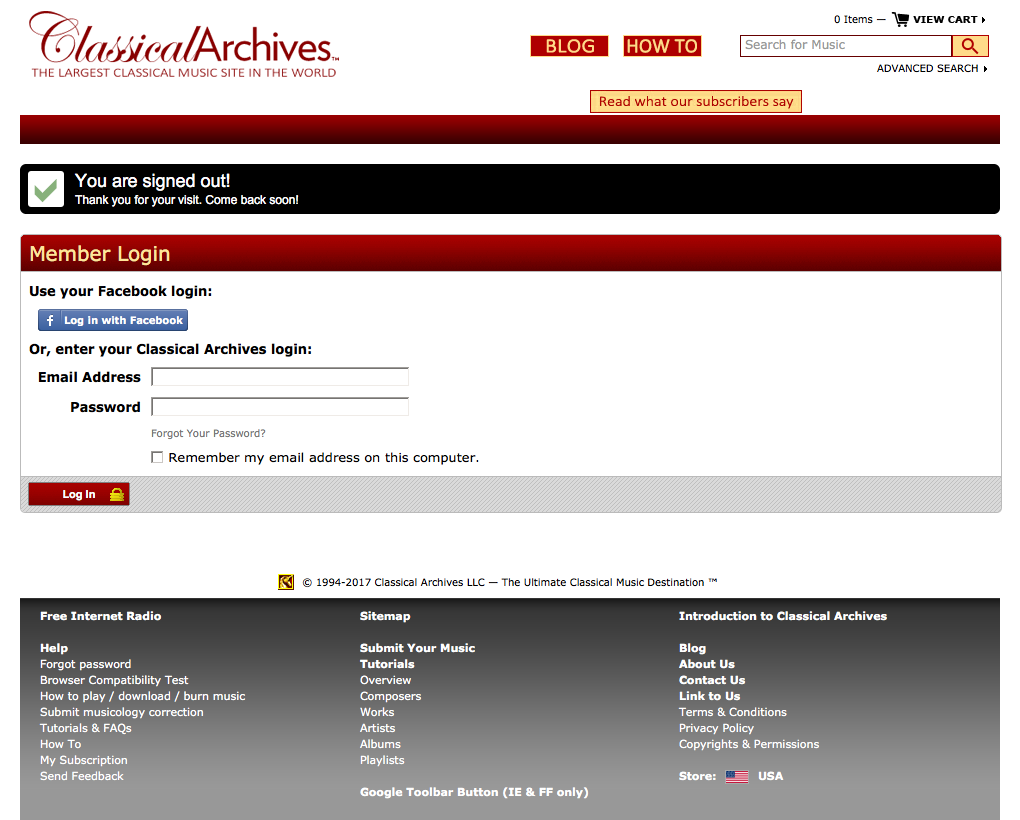 ClassicalArchives™
THE LARGEST CLASSICAL MUSIC SITE IN THE WORLD
BLOG
HOW TO
0 Items — VIEW CART
Search for Music
ADVANCED SEARCH
Read what our subscribers say
You are signed out!
Thank you for your visit. Come back soon!
Member Login
Use your Facebook login:
f Log in with Facebook
Or, enter your Classical Archives login:
Email Address
Password
Forgot Your Password?
Remember my email address on this computer.
Log In
© 1994-2017 Classical Archives LLC — The Ultimate Classical Music Destination ™
Free Internet Radio
Help
Forgot password
Browser Compatibility Test
How to play / download / burn music
Submit musicology correction
Tutorials & FAQs
How To
My Subscription
Send Feedback
Sitemap
Submit Your Music
Tutorials
Overview
Composers
Works
Artists
Albums
Playlists
Google Toolbar Button (IE & FF only)
Introduction to Classical Archives
Blog
About Us
Contact Us
Link to Us
Terms & Conditions
Privacy Policy
Copyrights & Permissions
Store: USA